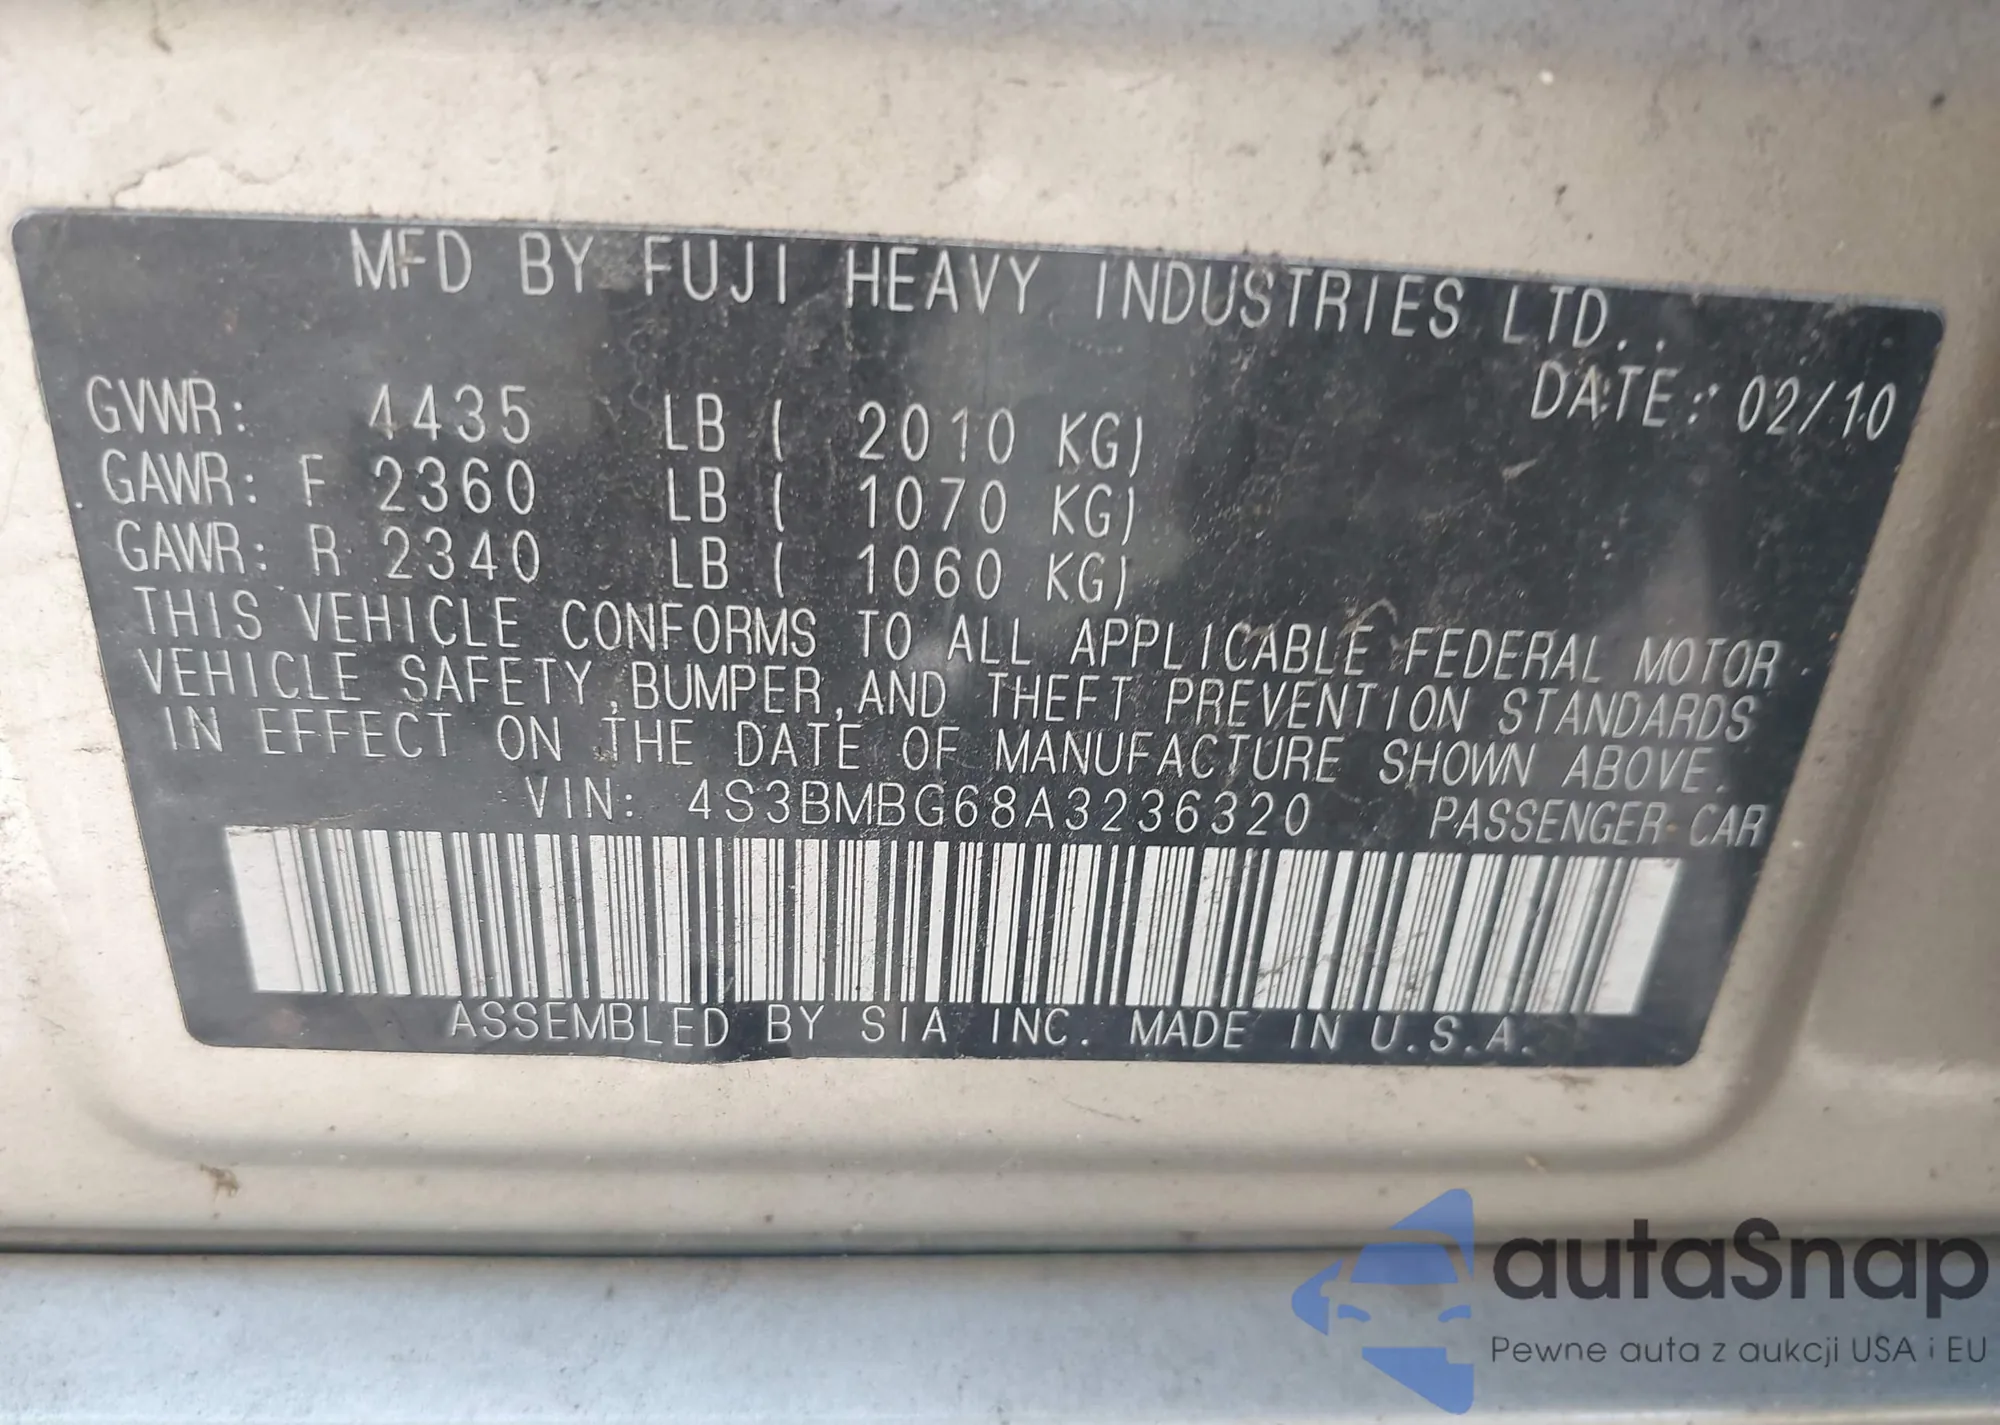 MFD BY FUJI HEAVY INDUSTRIES LTD..
DATE: 02/10
GVWR: 4435 LB ( 2010 KG)
GAWR: F 2360 LB ( 1070 KG)
GAWR: R 2340 LB ( 1060 KG)
THIS VEHICLE CONFORMS TO ALL APPLICABLE FEDERAL MOTOR
VEHICLE SAFETY,BUMPER,AND THEFT PREVENTION STANDARDS
IN EFFECT ON THE DATE OF MANUFACTURE SHOWN ABOVE.
VIN: 4S3BMBG68A3236320 PASSENGER CAR
ASSEMBLED BY SIA INC. MADE IN U.S.A.
autaSnap
Pewne auta z aukcji USA i EU